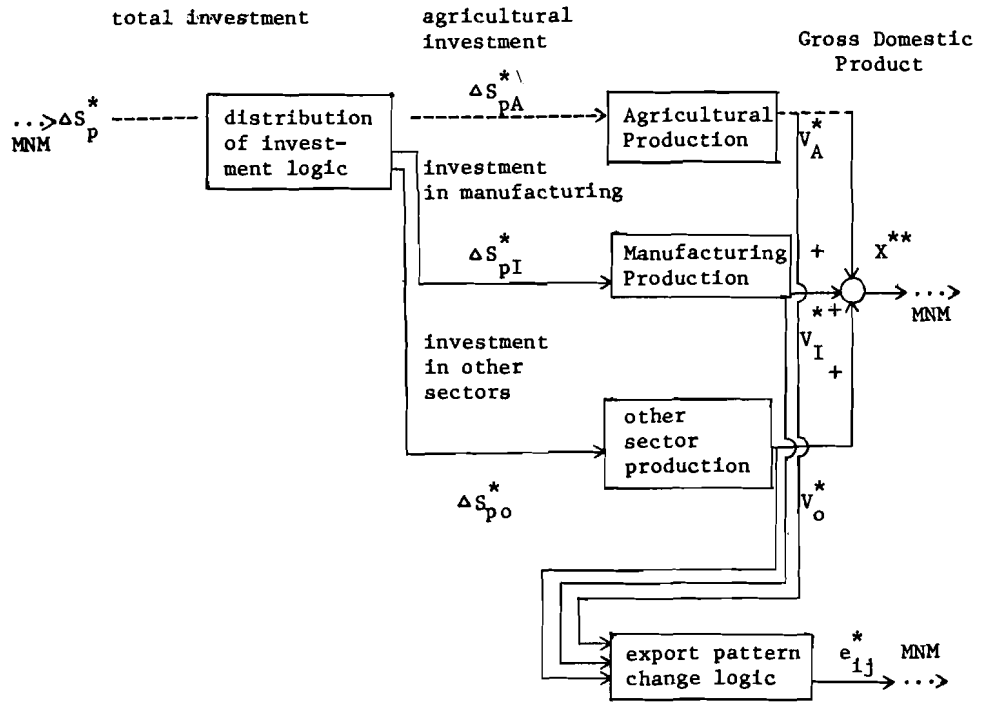 total investment
agricultural
investment
Gross Domestic
Product
...> ΔS*p
MNM
distribution
of invest-
ment logic
ΔS*pA
Agricultural
Production
V*A
investment
in manufacturing
ΔS*pI
Manufacturing
Production
+
X**
+
...>
MNM
V*I
+
investment
in other
sectors
other
sector
production
ΔS*po
V*o
export pattern
change logic
e*ij
MNM
...>